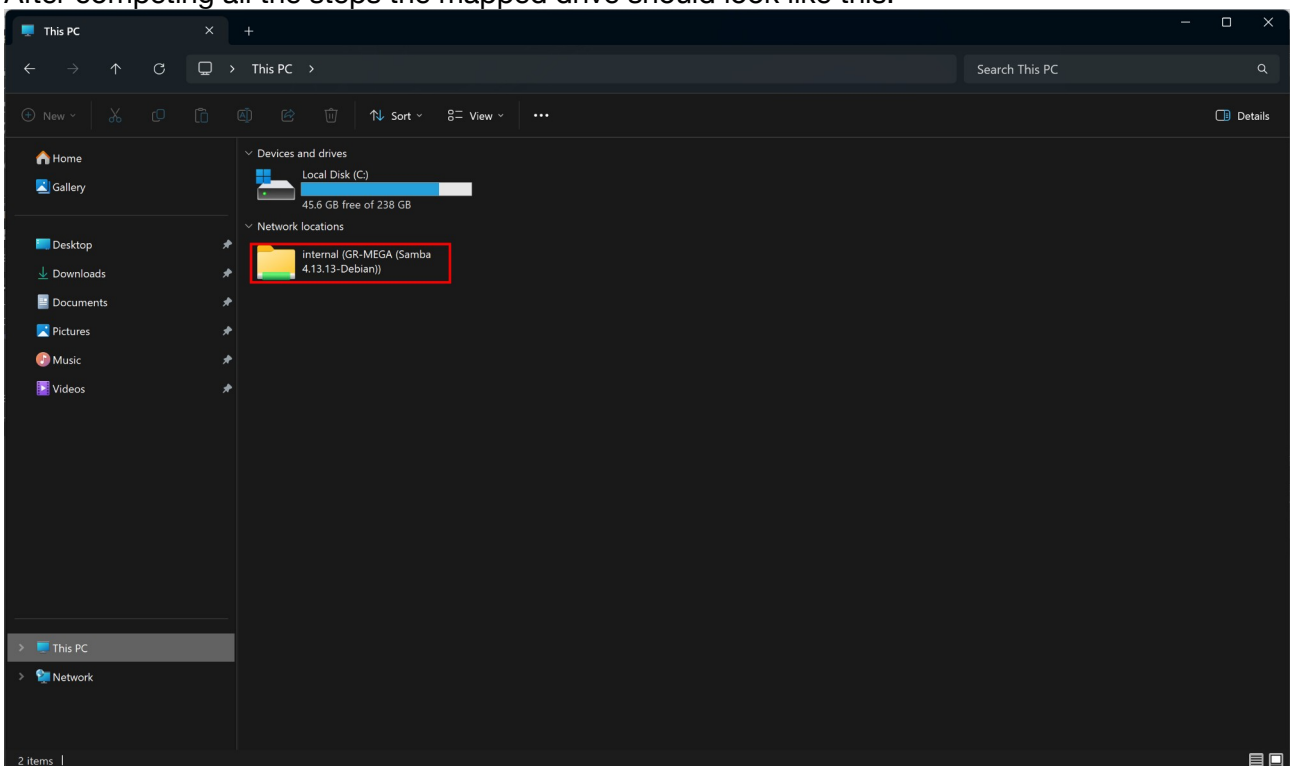 After competing all the steps the mapped drive should look like this.
This PC
This PC
Search This PC
New
Sort
View
Details
Home
Gallery
Desktop
Downloads
Documents
Pictures
Music
Videos
This PC
Network
Devices and drives
Local Disk (C:)
45.6 GB free of 238 GB
Network locations
internal (GR-MEGA (Samba
4.13.13-Debian))
2 items